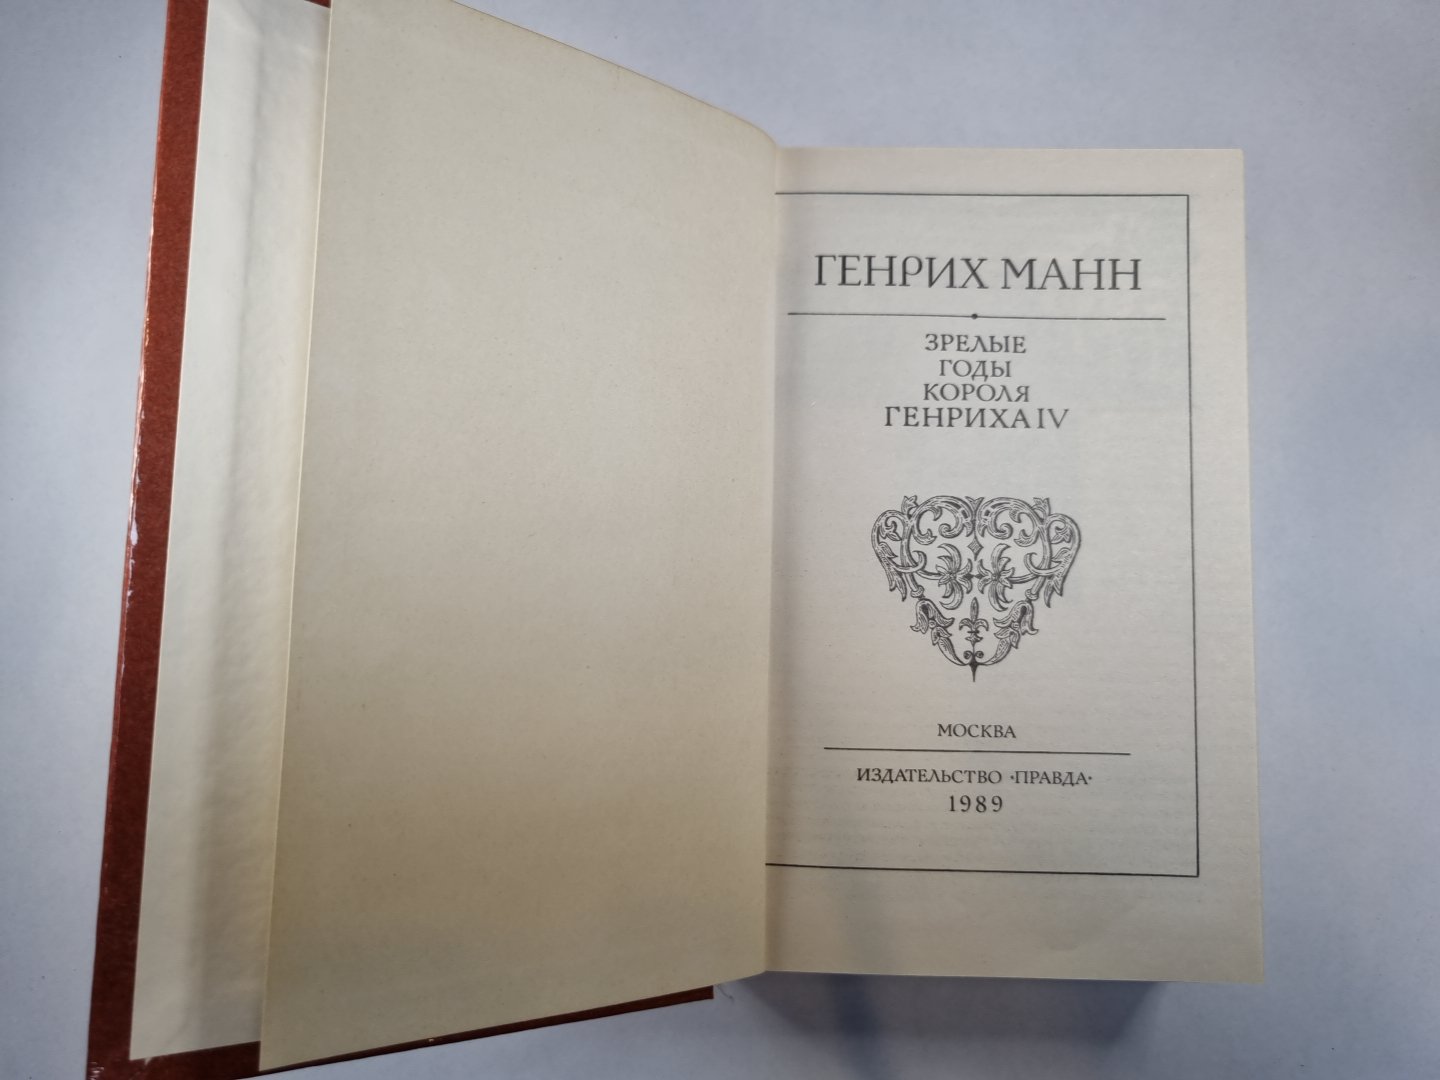 ГЕНРИХ МАНН
ЗРЕЛЫЕ
ГОДЫ
КОРОЛЯ
ГЕНРИХА IV
МОСКВА
ИЗДАТЕЛЬСТВО «ПРАВДА»
1989